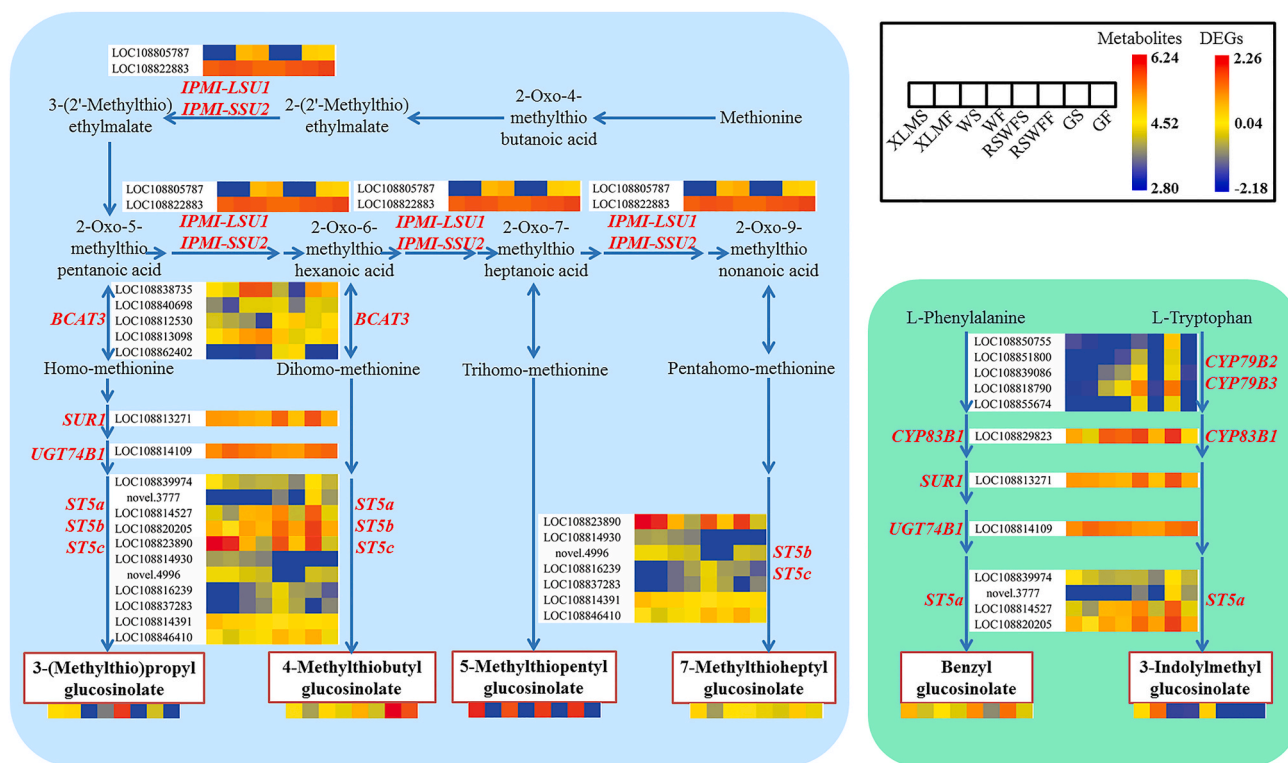 LOC108805787
LOC108822883
IPMI-LSU1
IPMI-SSU2
3-(2'-Methylthio)
ethylmalate
2-(2'-Methylthio)
ethylmalate
2-Oxo-4-
methylthio
butanoic acid
Methionine
LOC108805787
LOC108822883
IPMI-LSU1
IPMI-SSU2
LOC108805787
LOC108822883
IPMI-LSU1
IPMI-SSU2
LOC108805787
LOC108822883
IPMI-LSU1
IPMI-SSU2
2-Oxo-5-
methylthio
pentanoic acid
2-Oxo-6-
methylthio
hexanoic acid
2-Oxo-7-
methylthio
heptanoic acid
2-Oxo-9-
methylthio
nonanoic acid
BCAT3
LOC108838735
LOC108840698
LOC108812530
LOC108813098
LOC108862402
BCAT3
Homo-methionine
Dihomo-methionine
Trihomo-methionine
Pentahomo-methionine
SUR1
LOC108813271
UGT74B1
LOC108814109
ST5a
ST5b
ST5c
LOC108839974
novel.3777
LOC108814527
LOC108820205
LOC108823890
LOC108814930
novel.4996
LOC108816239
LOC108837283
LOC108814391
LOC108846410
ST5a
ST5b
ST5c
LOC108823890
LOC108814930
novel.4996
LOC108816239
LOC108837283
LOC108814391
LOC108846410
ST5b
ST5c
3-(Methylthio)propyl
glucosinolate
4-Methylthiobutyl
glucosinolate
5-Methylthiopentyl
glucosinolate
7-Methylthioheptyl
glucosinolate
Metabolites
DEGs
6.24
4.52
2.80
2.26
0.04
-2.18
XLMS
XLMF
WS
WF
RSWFS
RSWFF
GS
GF
L-Phenylalanine
L-Tryptophan
LOC108850755
LOC108851800
LOC108839086
LOC108818790
LOC108855674
CYP79B2
CYP79B3
CYP83B1
LOC108829823
CYP83B1
SUR1
LOC108813271
UGT74B1
LOC108814109
ST5a
LOC108839974
novel.3777
LOC108814527
LOC108820205
ST5a
Benzyl
glucosinolate
3-Indolylmethyl
glucosinolate